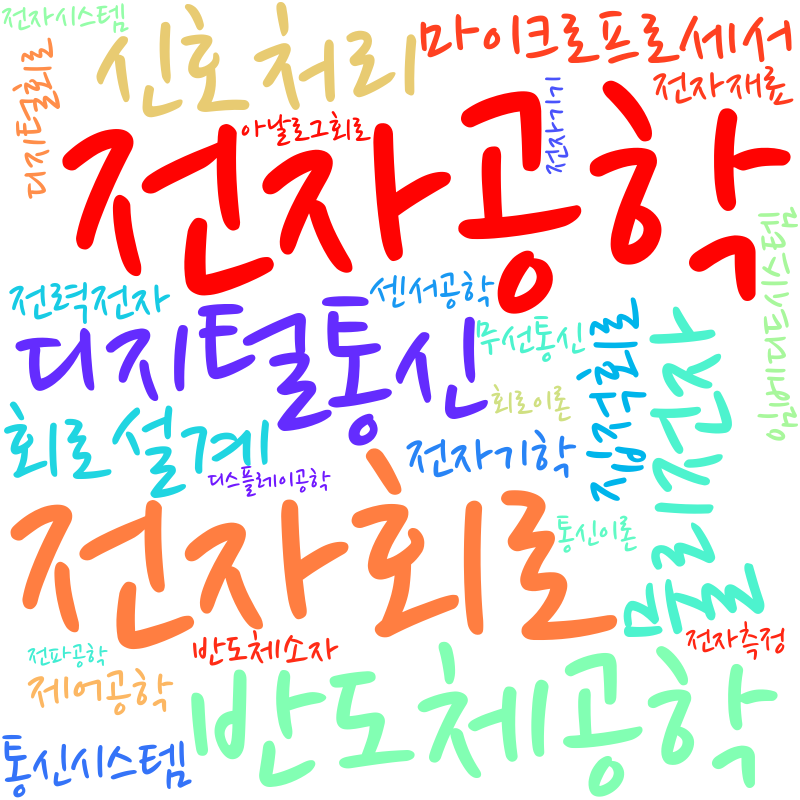 전자시스템
신호처리
마이크로프로세서
디지털회로
아날로그회로
전자기기
전자재료
전자공학
전력전자
센서공학
임베디드시스템
디지털통신
무선통신
집적회로
물리전자
회로설계
회로이론
전자기학
디스플레이공학
전자회로
통신이론
전파공학
반도체소자
전자측정
제어공학
반도체공학
통신시스템